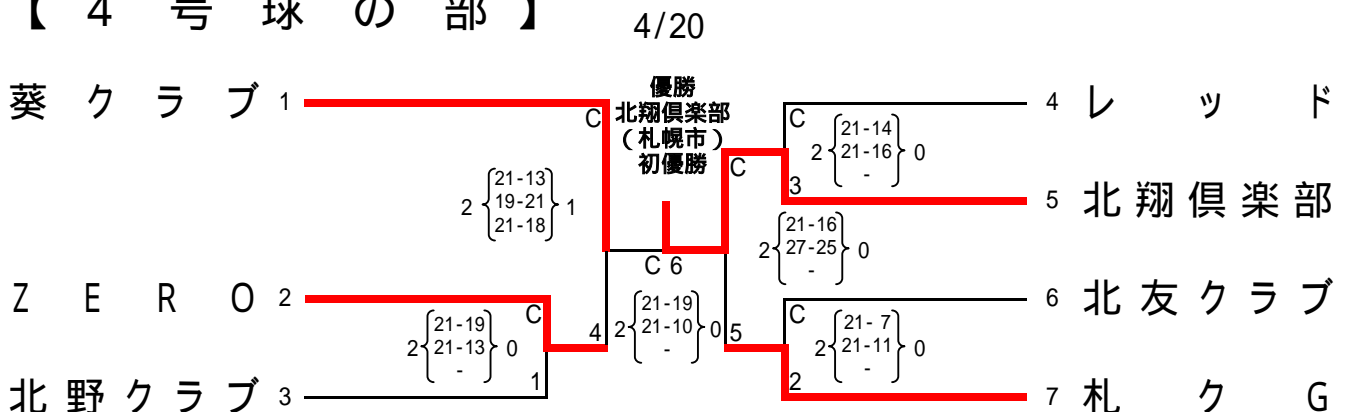 【４号球の部】
4/20
優勝
北翔倶楽部
（札幌市）
初優勝
葵クラブ 1
C
2 21-13 1
19-21
21-18
ZERO 2
C
4
2 21-19 0
21-13
-
1
北野クラブ 3
C 6
2 21-19 0
21-10
-
4 レッド
C
2 21-14 0
21-16
-
C
3
5 北翔倶楽部
2 21-16 0
27-25
-
5
6 北友クラブ
C
2 21- 7 0
21-11
-
2
7 札クG